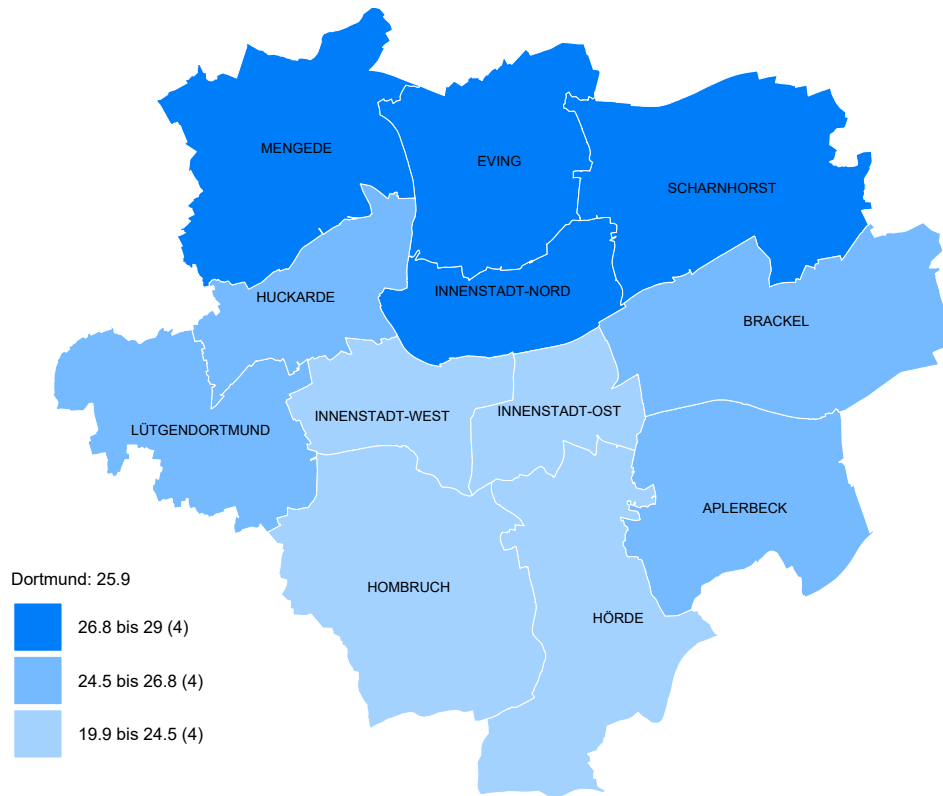 MENGEDE
EVING
SCHARNHORST
HUCKARDE
INNENSTADT-NORD
BRACKEL
LÜTGENDORTMUND
INNENSTADT-WEST
INNENSTADT-OST
APLERBECK
HOMBRUCH
HÖRDE
Dortmund: 25.9
26.8 bis 29 (4)
24.5 bis 26.8 (4)
19.9 bis 24.5 (4)